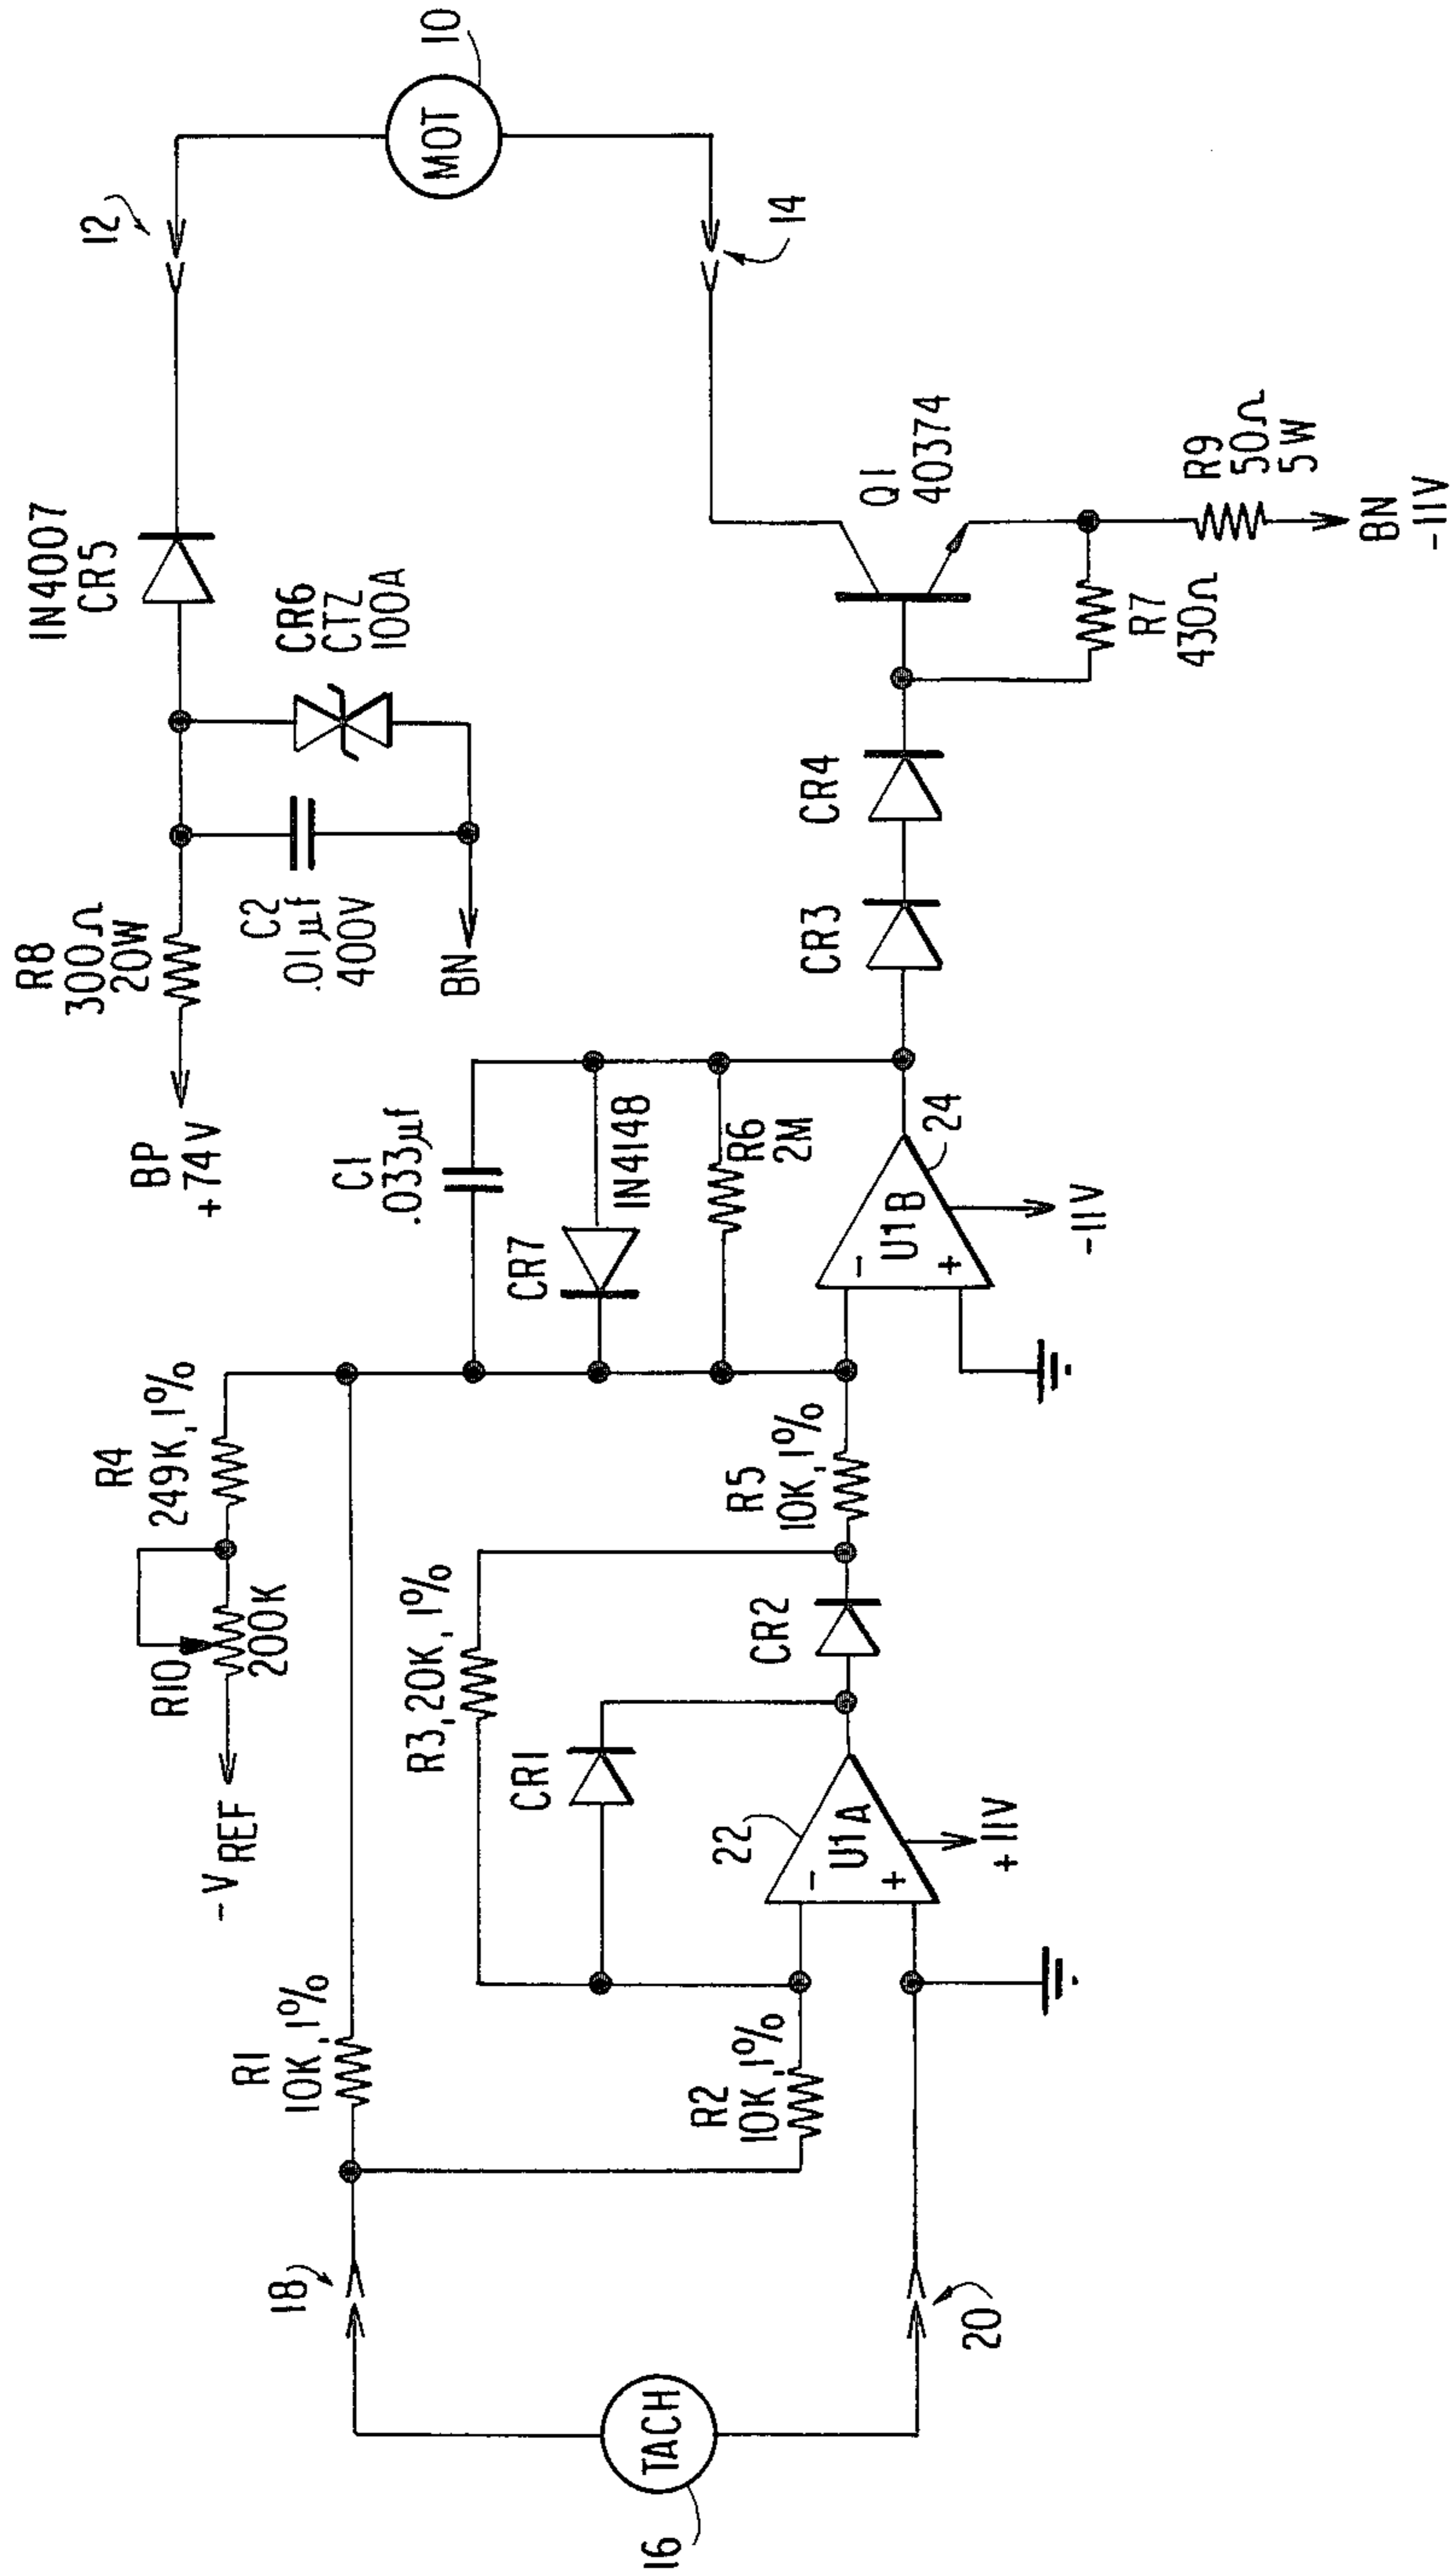 IN4007
CR5
R8
300Ω
20W
BP
+74V
C2
.01µf
400V
CR6
CTZ
100A
BN
12
MOT
10
14
R4
249K,1%
R10
200K
-VREF
C1
.033µf
CR7
IN4148
R6
2M
R1
10K,1%
R3,20K,1%
CR1
R2
10K,1%
22
-
U1A
+
+11V
CR2
R5
10K,1%
-
U1B
+
24
-11V
CR3
CR4
Q1
40374
R7
430Ω
R9
50Ω
5W
BN
-11V
18
TACH
16
20